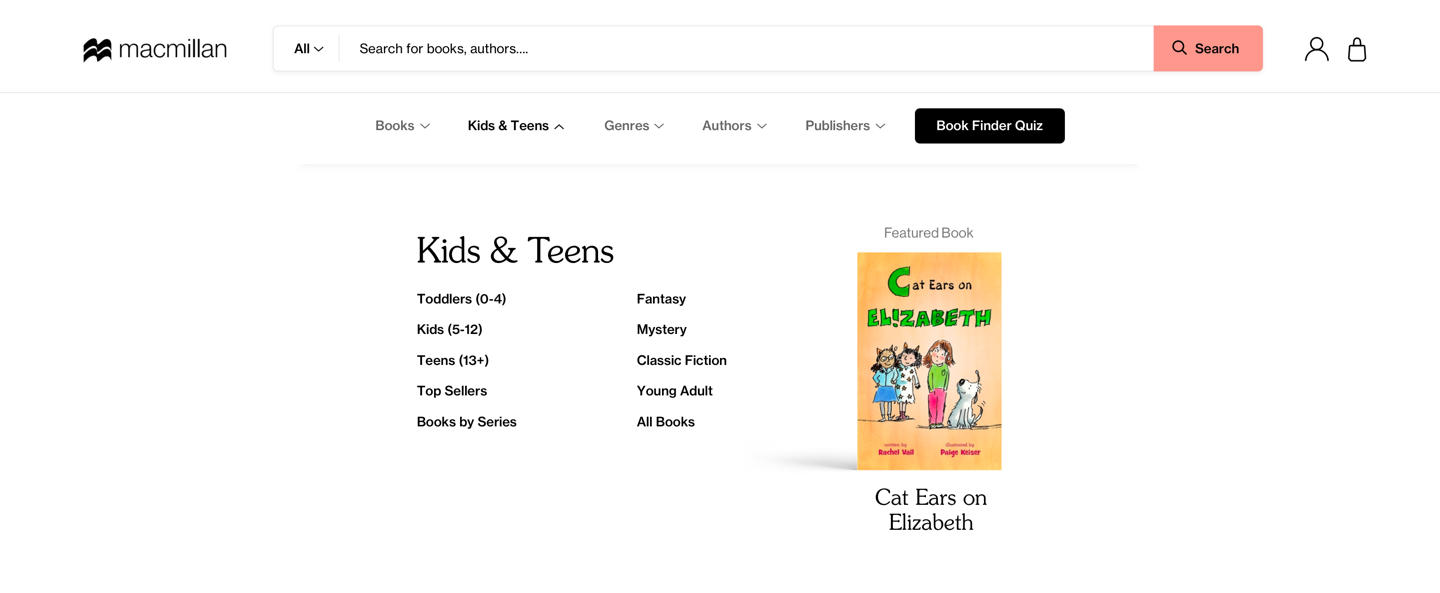 macmillan
All
Search for books, authors....
Search
Books
Kids & Teens
Genres
Authors
Publishers
Book Finder Quiz
Kids & Teens
Toddlers (0-4)
Kids (5-12)
Teens (13+)
Top Sellers
Books by Series
Fantasy
Mystery
Classic Fiction
Young Adult
All Books
Featured Book
Cat Ears on
EL!ZABETH
written by
Rachel Vail
illustrated by
Paige Keiser
Cat Ears on
Elizabeth